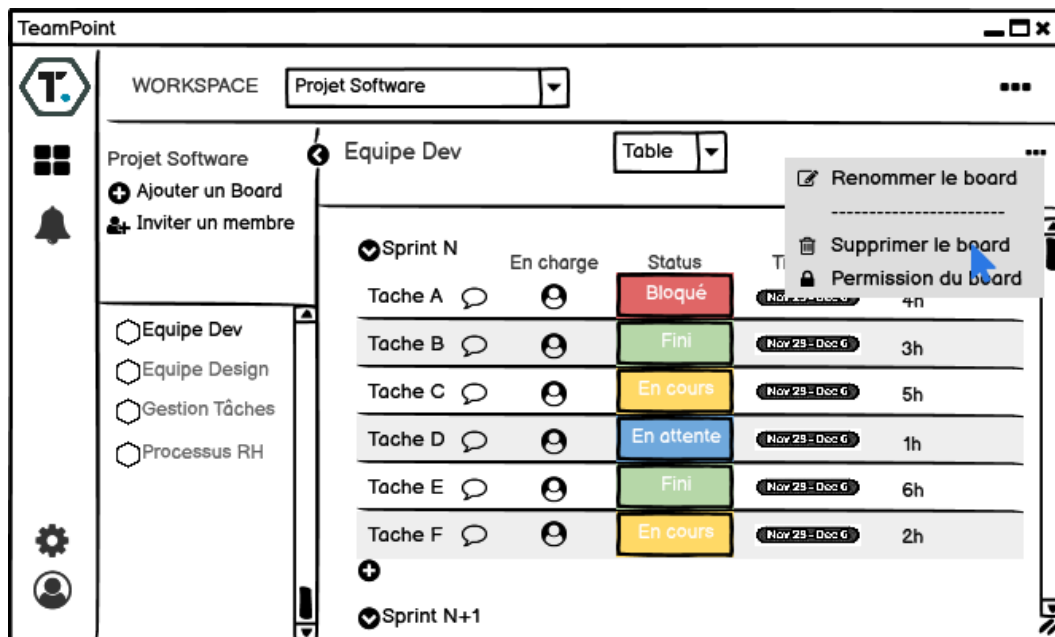 TeamPoint
T.
WORKSPACE
Projet Software
Projet Software
Ajouter un Board
Inviter un membre
Equipe Dev
Equipe Design
Gestion Tâches
Processus RH
Equipe Dev
Table
Renommer le board
-----------------------
Supprimer le board
Permission du board
Sprint N
En charge Status
Tache A Bloqué 4h
Tache B Fini Nov 29 - Dec 6 3h
Tache C En cours Nov 29 - Dec 6 5h
Tache D En attente Nov 29 - Dec 6 1h
Tache E Fini Nov 29 - Dec 6 6h
Tache F En cours Nov 29 - Dec 6 2h
Sprint N+1